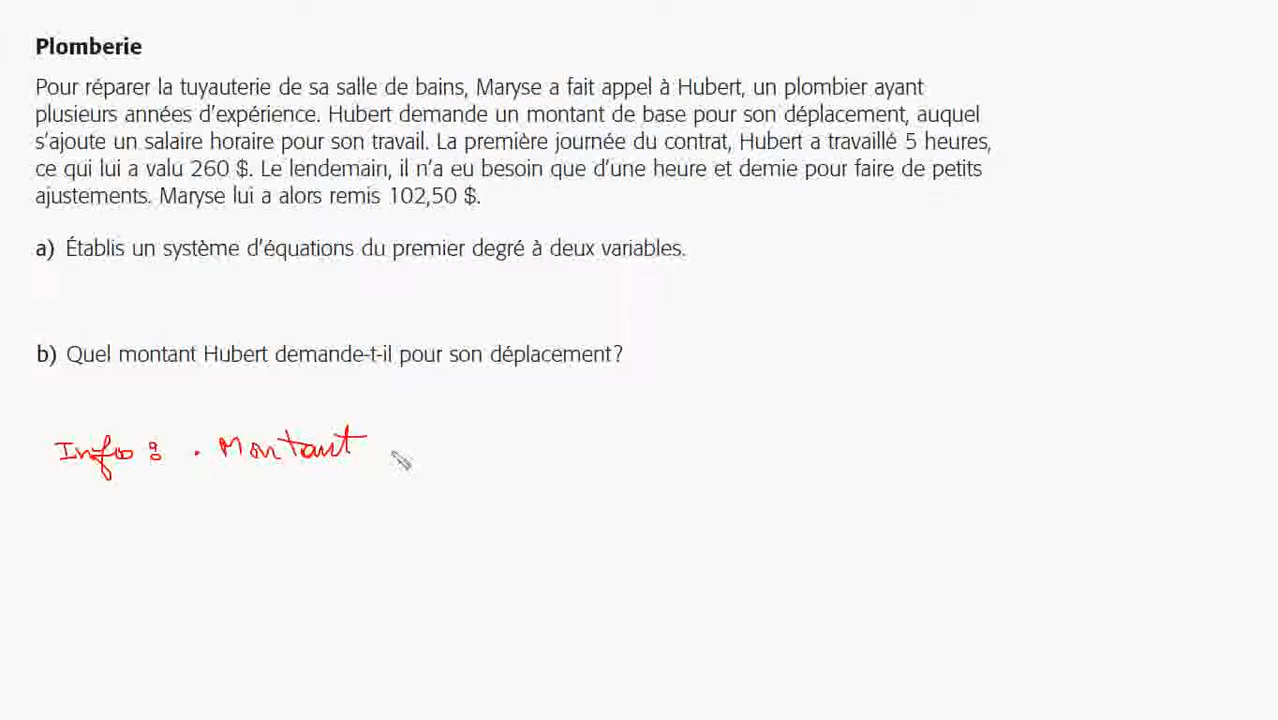 Plomberie
Pour réparer la tuyauterie de sa salle de bains, Maryse a fait appel à Hubert, un plombier ayant
plusieurs années d’expérience. Hubert demande un montant de base pour son déplacement, auquel
s’ajoute un salaire horaire pour son travail. La première journée du contrat, Hubert a travaillé 5 heures,
ce qui lui a valu 260 $. Le lendemain, il n’a eu besoin que d’une heure et demie pour faire de petits
ajustements. Maryse lui a alors remis 102,50 $.
a) Établis un système d’équations du premier degré à deux variables.
b) Quel montant Hubert demande-t-il pour son déplacement?
Info : . Montant